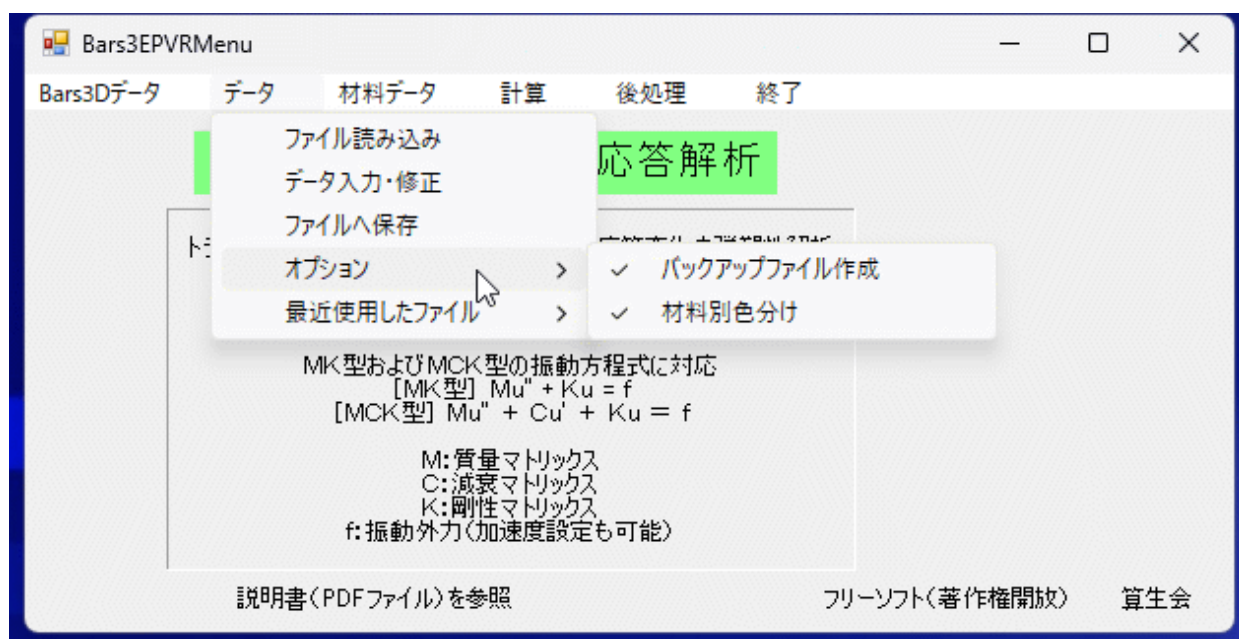 Bars3EPVRMenu
Bars3Dデータ データ 材料データ 計算 後処理 終了
ファイル読み込み
応答解析
データ入力・修正
ファイルへ保存
オプション
バックアップファイル作成
最近使用したファイル
材料別色分け
MK型およびMCK型の振動方程式に対応
[MK型] Mu" + Ku = f
[MCK型] Mu" + Cu' + Ku = f
M:質量マトリックス
C:減衰マトリックス
K:剛性マトリックス
f:振動外力(加速度設定も可能)
説明書(PDFファイル)を参照 フリーソフト(著作権開放) 算生会